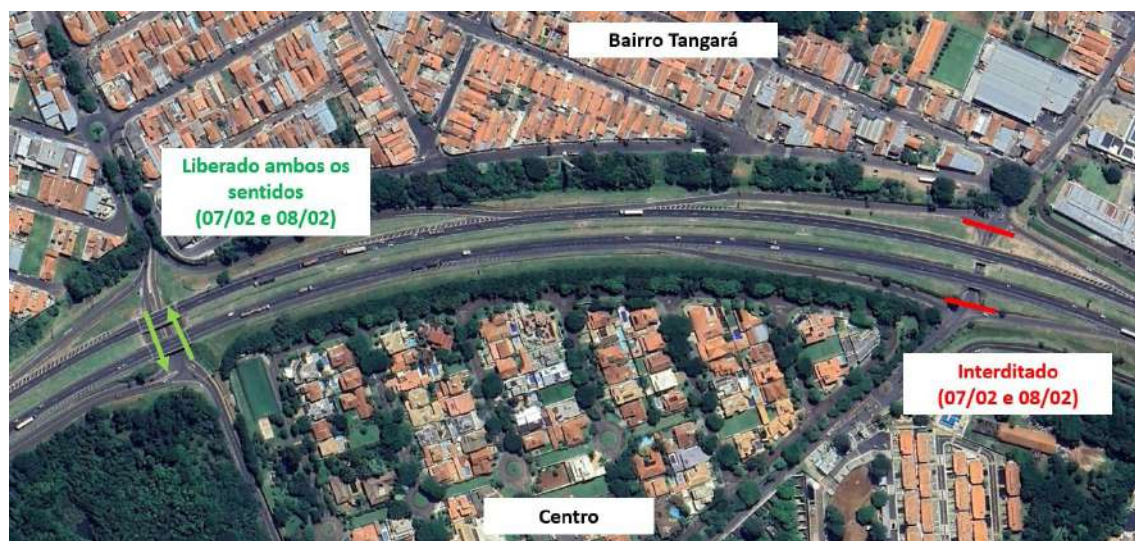 Bairro Tangará
Liberado ambos os
sentidos
(07/02 e 08/02)
Interditado
(07/02 e 08/02)
Centro